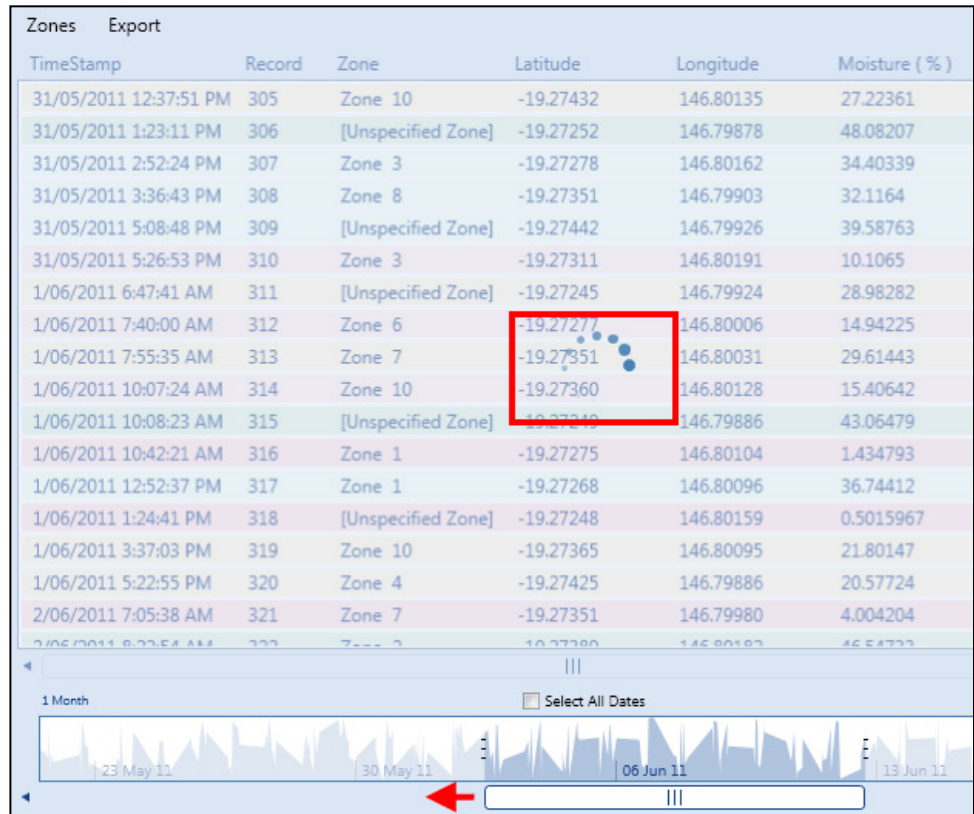 Zones Export
TimeStamp Record Zone Latitude Longitude Moisture ( % )
31/05/2011 12:37:51 PM 305 Zone 10 -19.27432 146.80135 27.22361
31/05/2011 1:23:11 PM 306 [Unspecified Zone] -19.27252 146.79878 48.08207
31/05/2011 2:52:24 PM 307 Zone 3 -19.27278 146.80162 34.40339
31/05/2011 3:36:43 PM 308 Zone 8 -19.27351 146.79903 32.1164
31/05/2011 5:08:48 PM 309 [Unspecified Zone] -19.27442 146.79926 39.58763
31/05/2011 5:26:53 PM 310 Zone 3 -19.27311 146.80191 10.1065
1/06/2011 6:47:41 AM 311 [Unspecified Zone] -19.27245 146.79924 28.98282
1/06/2011 7:40:00 AM 312 Zone 6 -19.27277 146.80006 14.94225
1/06/2011 7:55:35 AM 313 Zone 7 -19.27351 146.80031 29.61443
1/06/2011 10:07:24 AM 314 Zone 10 -19.27360 146.80128 15.40642
1/06/2011 10:08:23 AM 315 [Unspecified Zone] 146.79886 43.06479
1/06/2011 10:42:21 AM 316 Zone 1 -19.27275 146.80104 1.434793
1/06/2011 12:52:37 PM 317 Zone 1 -19.27268 146.80096 36.74412
1/06/2011 1:24:41 PM 318 [Unspecified Zone] -19.27248 146.80159 0.5015967
1/06/2011 3:37:03 PM 319 Zone 10 -19.27365 146.80095 21.80147
1/06/2011 5:22:55 PM 320 Zone 4 -19.27425 146.79886 20.57724
2/06/2011 7:05:38 AM 321 Zone 7 -19.27351 146.79980 4.004204
1 Month Select All Dates
23 May 11 30 May 11 06 Jun 11 13 Jun 11